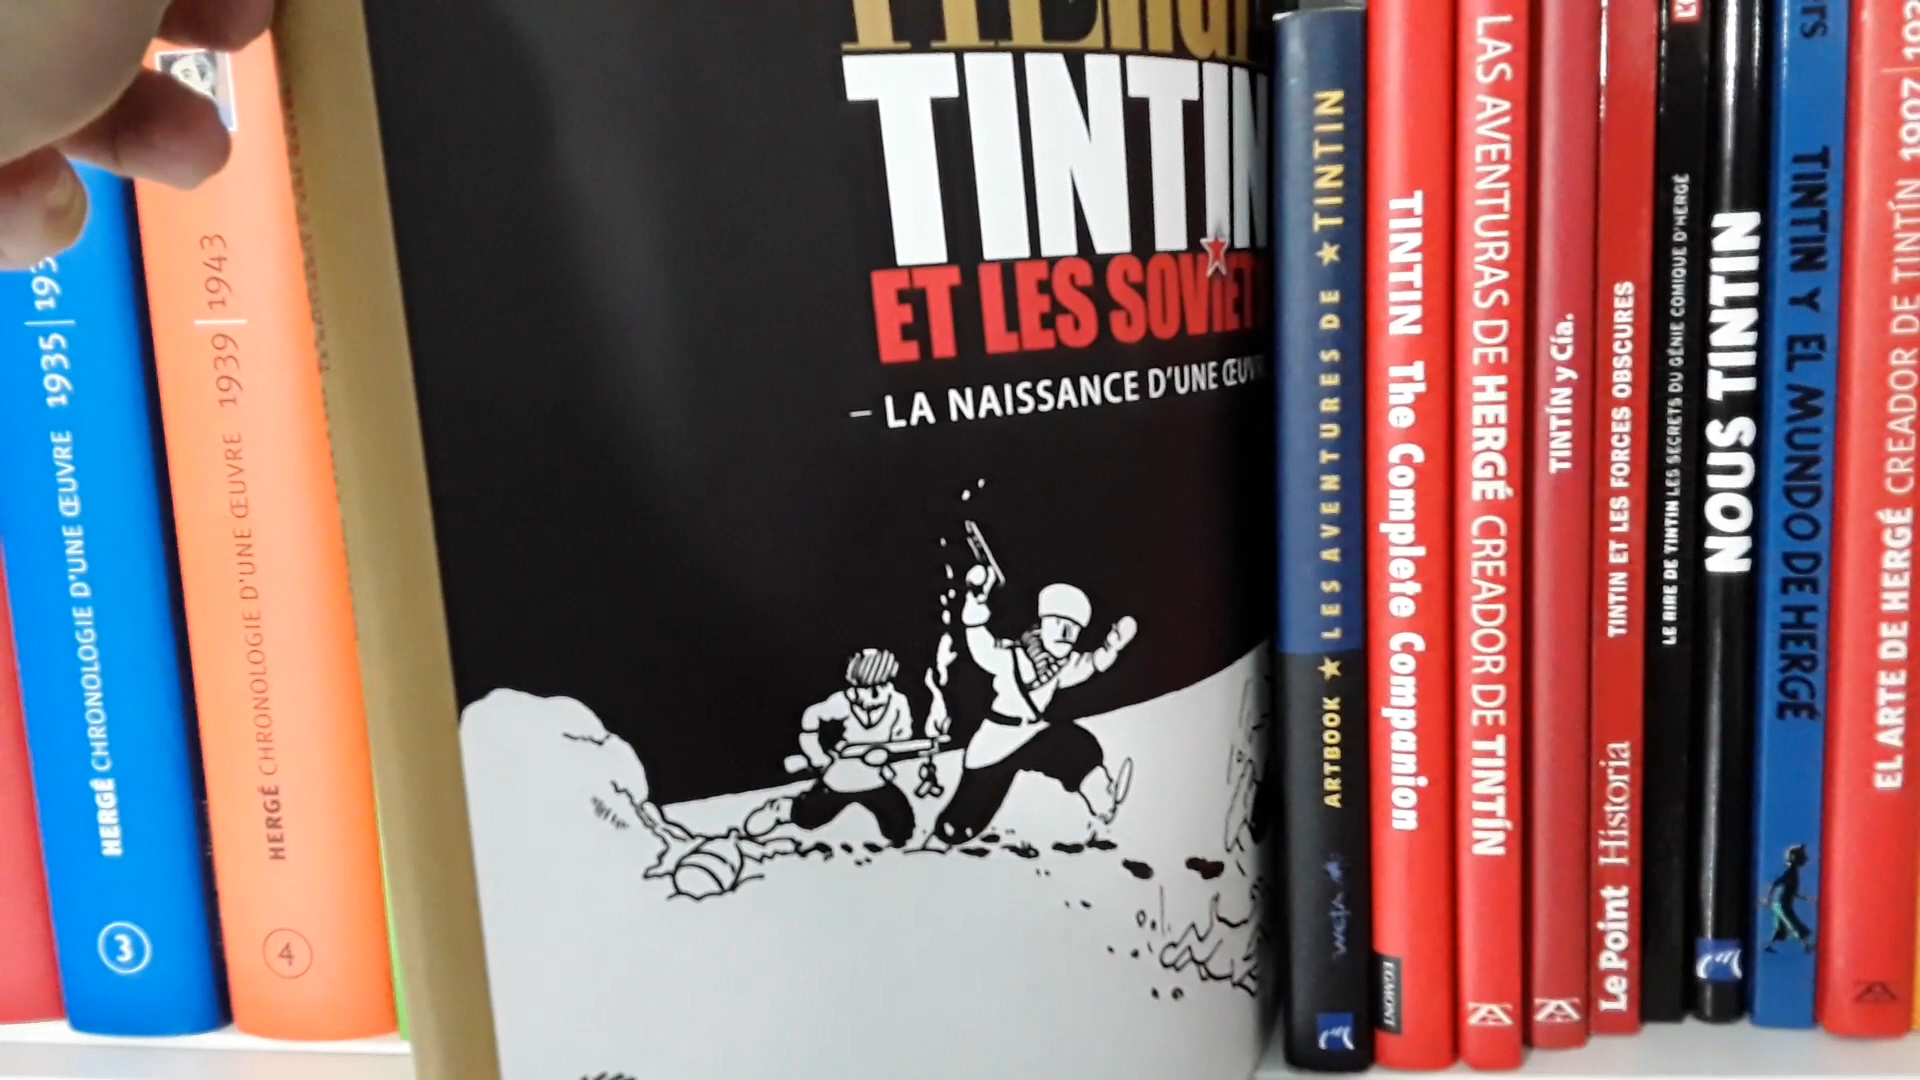 HERGÉ CHRONOLOGIE D'UNE ŒUVRE 1935 | 193
3
HERGÉ CHRONOLOGIE D'UNE ŒUVRE 1939 | 1943
4
TINTIN
ET LES SOVIET
– LA NAISSANCE D'UNE ŒUV
ARTBOOK ★ LES AVENTURES DE ★ TINTIN
weta
TINTIN The Complete Companion
EGMONT
LAS AVENTURAS DE HERGÉ CREADOR DE TINTÍN
TINTÍN y Cía.
Le Point Historia TINTIN ET LES FORCES OBSCURES
LE RIRE DE TINTIN LES SECRETS DU GÉNIE COMIQUE D'HERGÉ
NOUS TINTIN
TINTIN Y EL MUNDO DE HERGÉ
EL ARTE DE HERGÉ CREADOR DE TINTÍN 1907